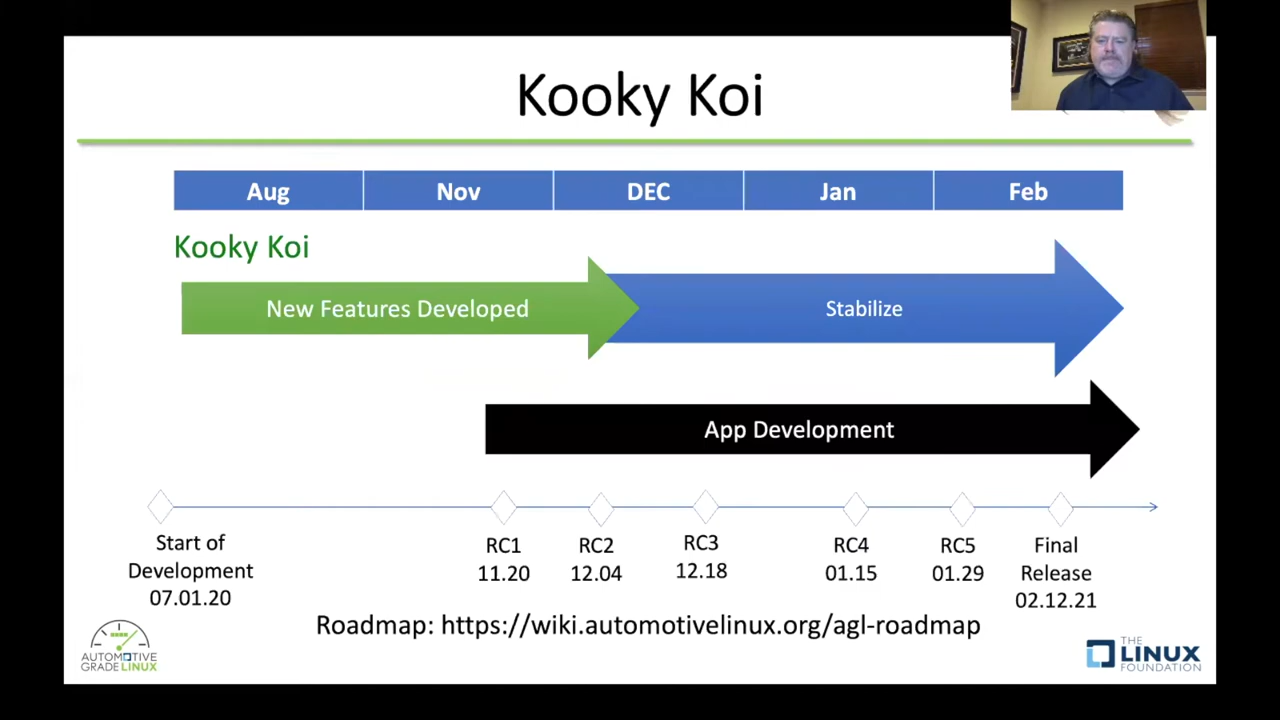 Kooky Koi
Aug Nov DEC Jan Feb
Kooky Koi
New Features Developed
Stabilize
App Development
Start of
Development
07.01.20
RC1
11.20
RC2
12.04
RC3
12.18
RC4
01.15
RC5
01.29
Final
Release
02.12.21
Roadmap: https://wiki.automotivelinux.org/agl-roadmap
AUTOMOTIVE
GRADELINUX
THE
LINUX
FOUNDATION